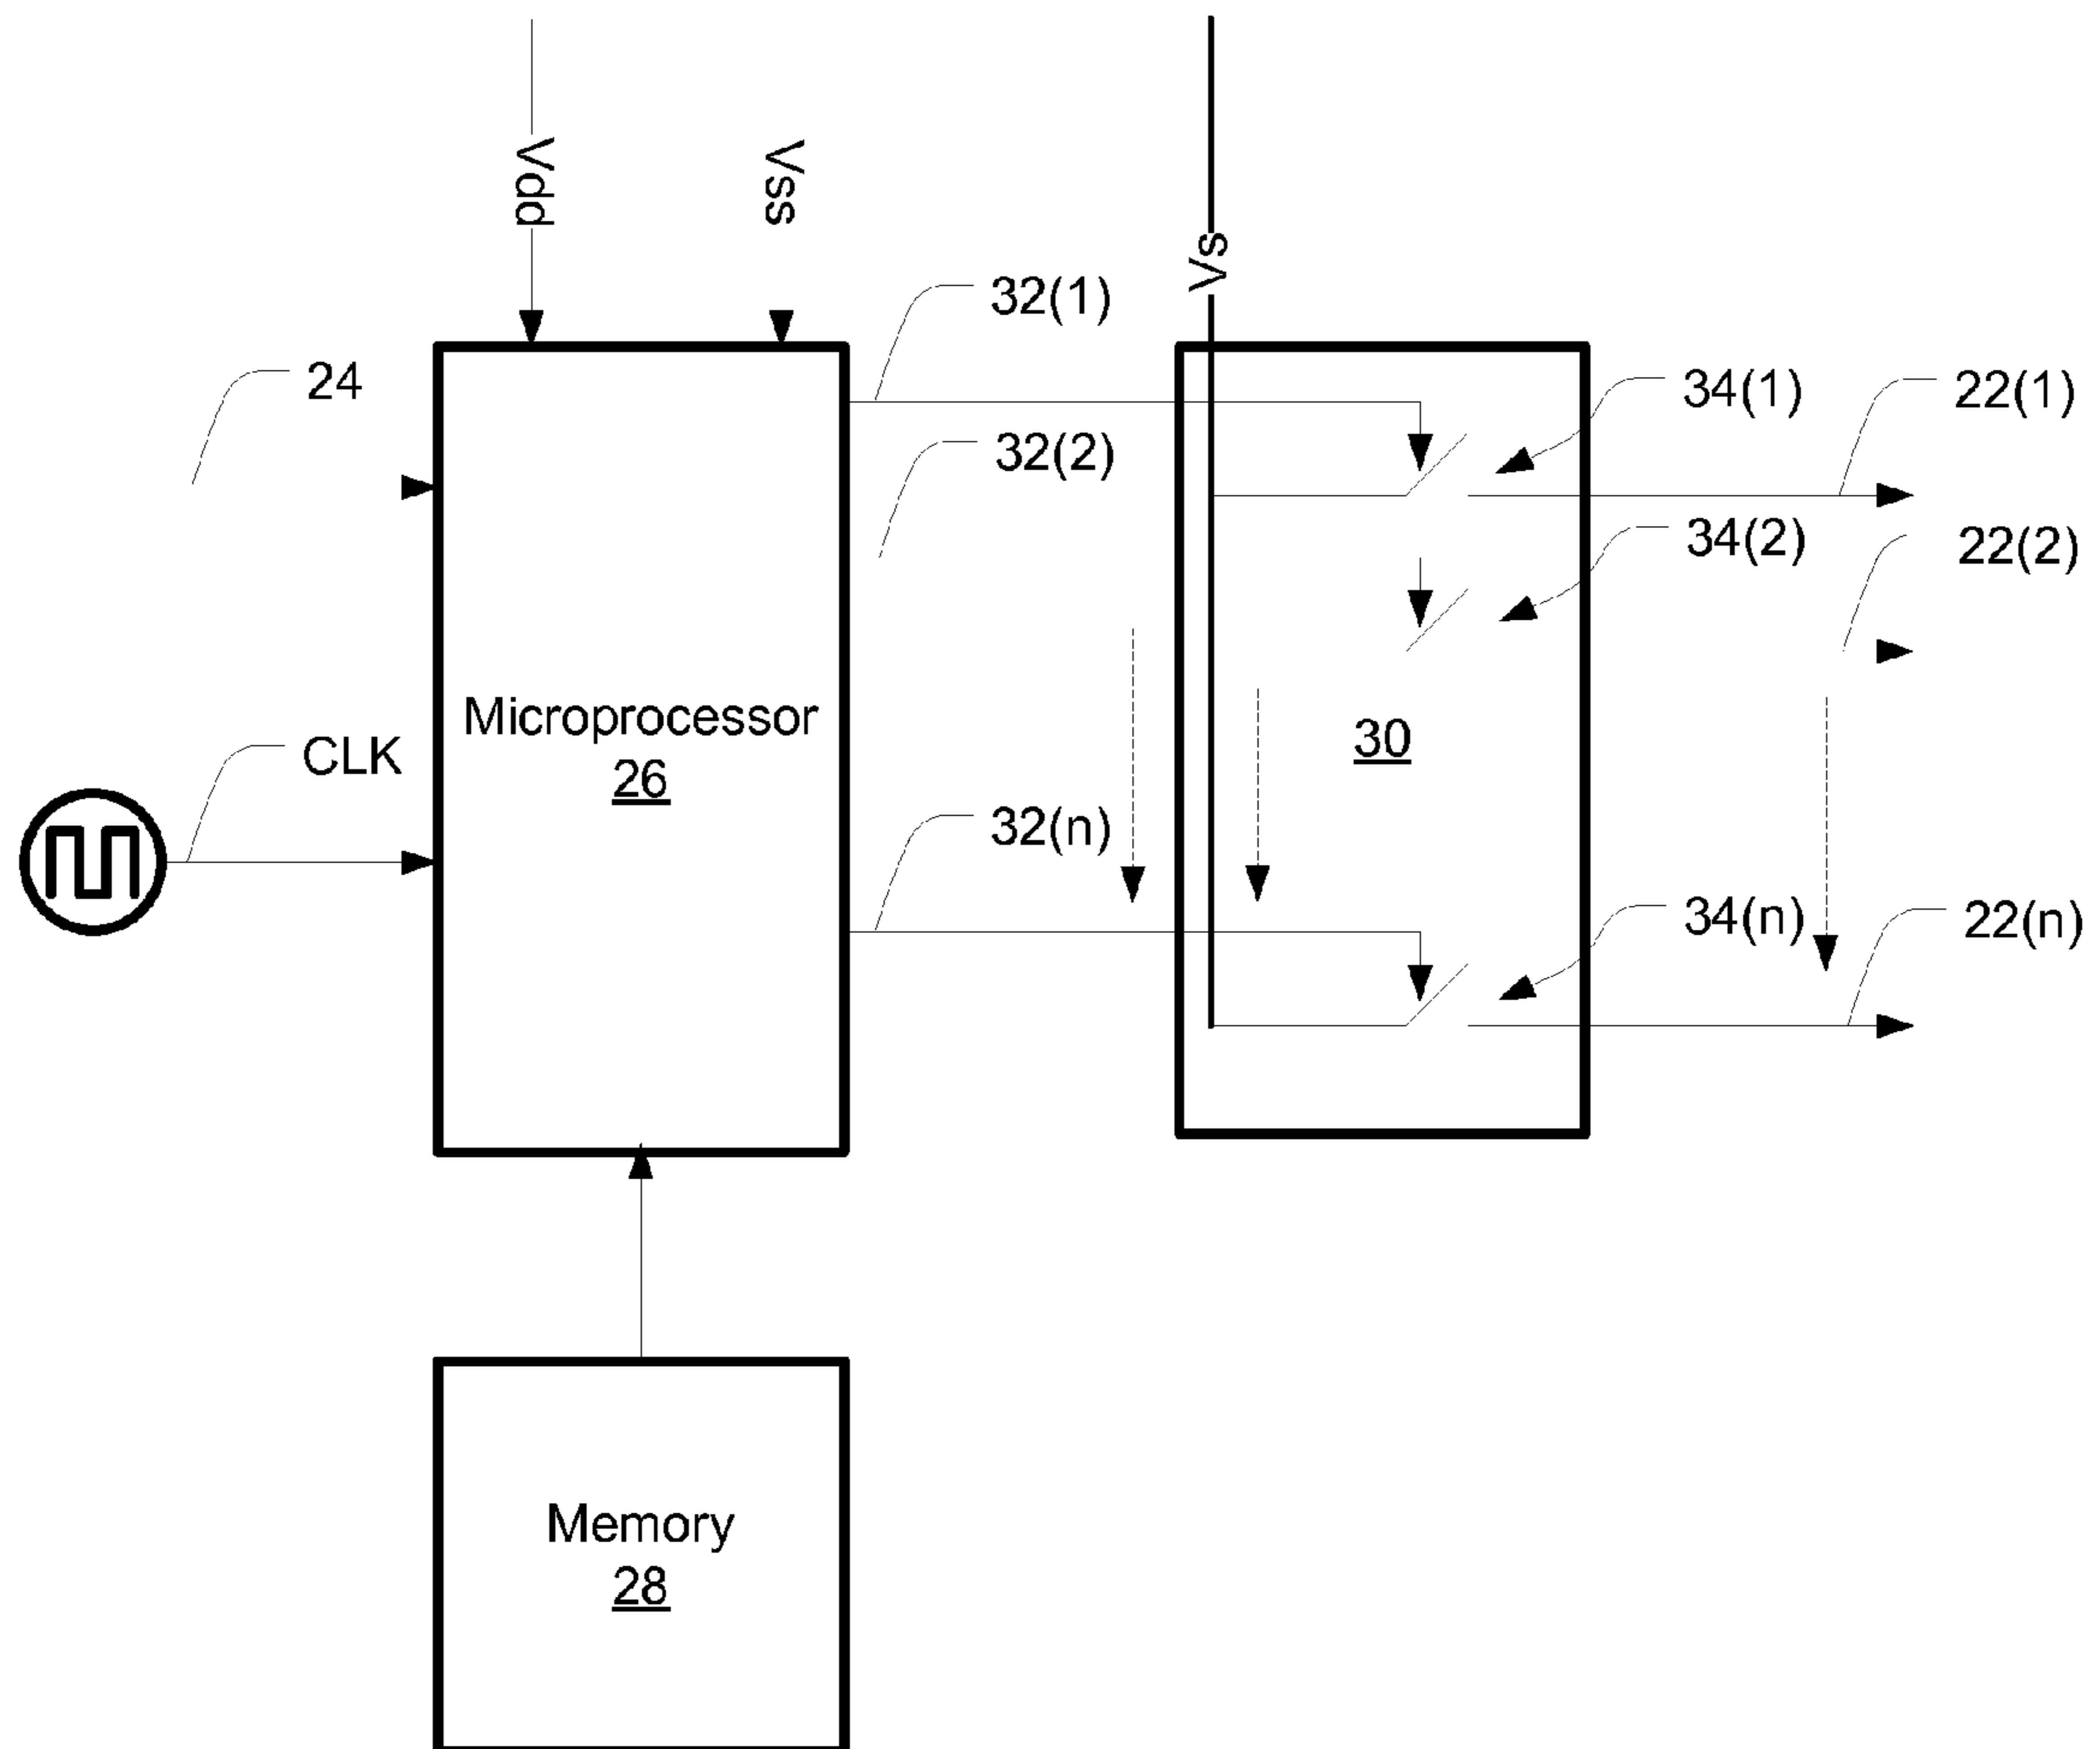 Vdd
Vss
Vs
32(1)
24
34(1)
22(1)
32(2)
34(2)
22(2)
Microprocessor
26
30
CLK
32(n)
34(n)
22(n)
Memory
28